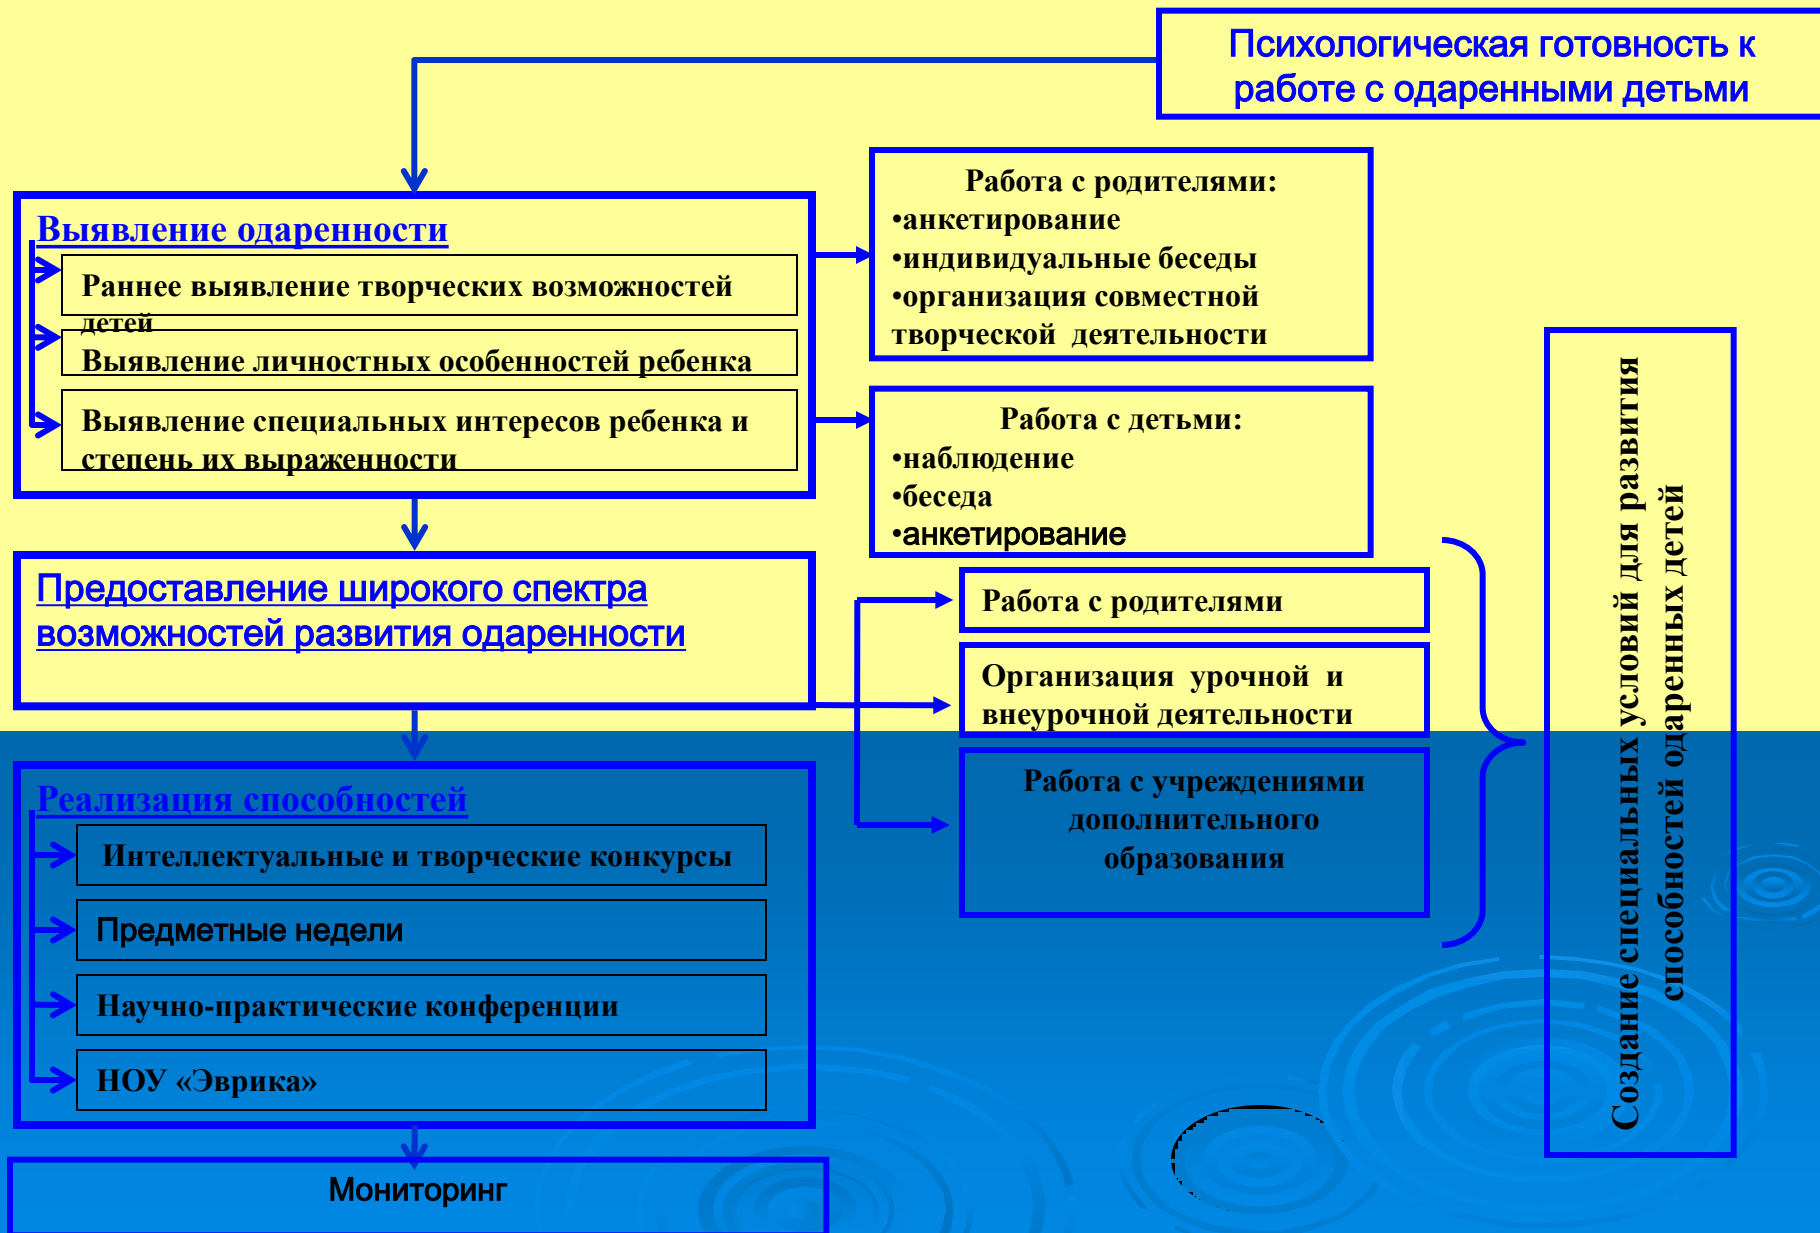 Психологическая готовность к
работе с одаренными детьми
Выявление одаренности
Раннее выявление творческих возможностей
детей
Выявление личностных особенностей ребенка
Выявление специальных интересов ребенка и
степень их выраженности
Работа с родителями:
•анкетирование
•индивидуальные беседы
•организация совместной
творческой деятельности
Работа с детьми:
•наблюдение
•беседа
•анкетирование
Предоставление широкого спектра
возможностей развития одаренности
Работа с родителями
Организация урочной и
внеурочной деятельности
Работа с учреждениями
дополнительного
образования
Создание специальных условий для развития
способностей одаренных детей
Реализация способностей
Интеллектуальные и творческие конкурсы
Предметные недели
Научно-практические конференции
НОУ «Эврика»
Мониторинг